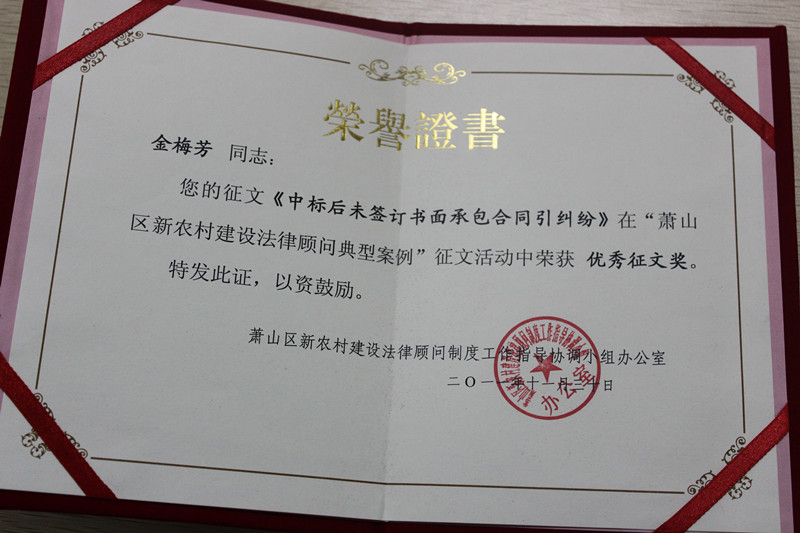 榮譽證書
金梅芳 同志：
您的征文《中标后未签订书面承包合同引纠纷》在“萧山
区新农村建设法律顾问典型案例”征文活动中荣获 优秀征文奖。
特发此证，以资鼓励。
萧山区新农村建设法律顾问制度工作指导协调小组办公室
二〇一一年十一月三十日
办公室